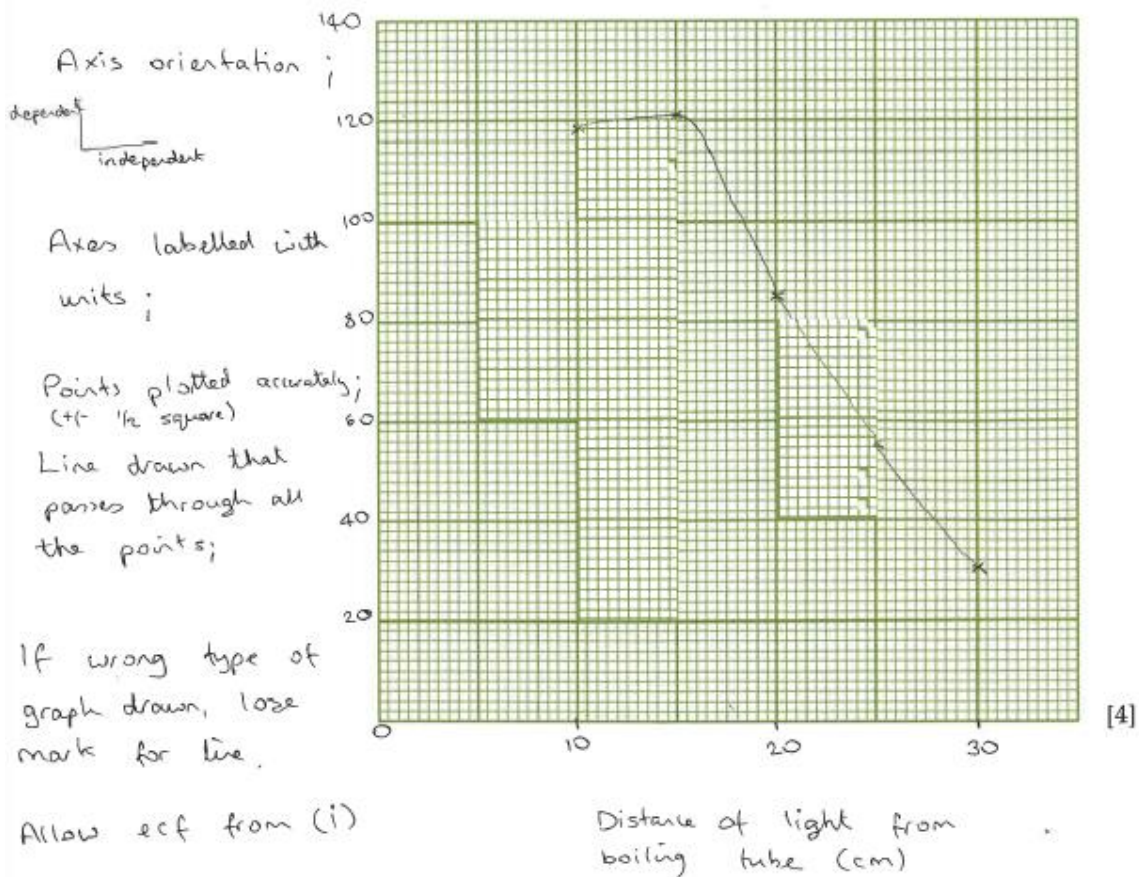 140
Axis orientation ;
dependent
independent
120
100
Axes labelled with
units ;
80
Points plotted accurately;
(+/- 1/2 square)
60
Line drawn that
passes through all
the points;
40
20
If wrong type of
graph drawn, lose
mark for line.
0 10 20 30
[4]
Allow ecf from (i)
Distance of light from
boiling tube (cm)